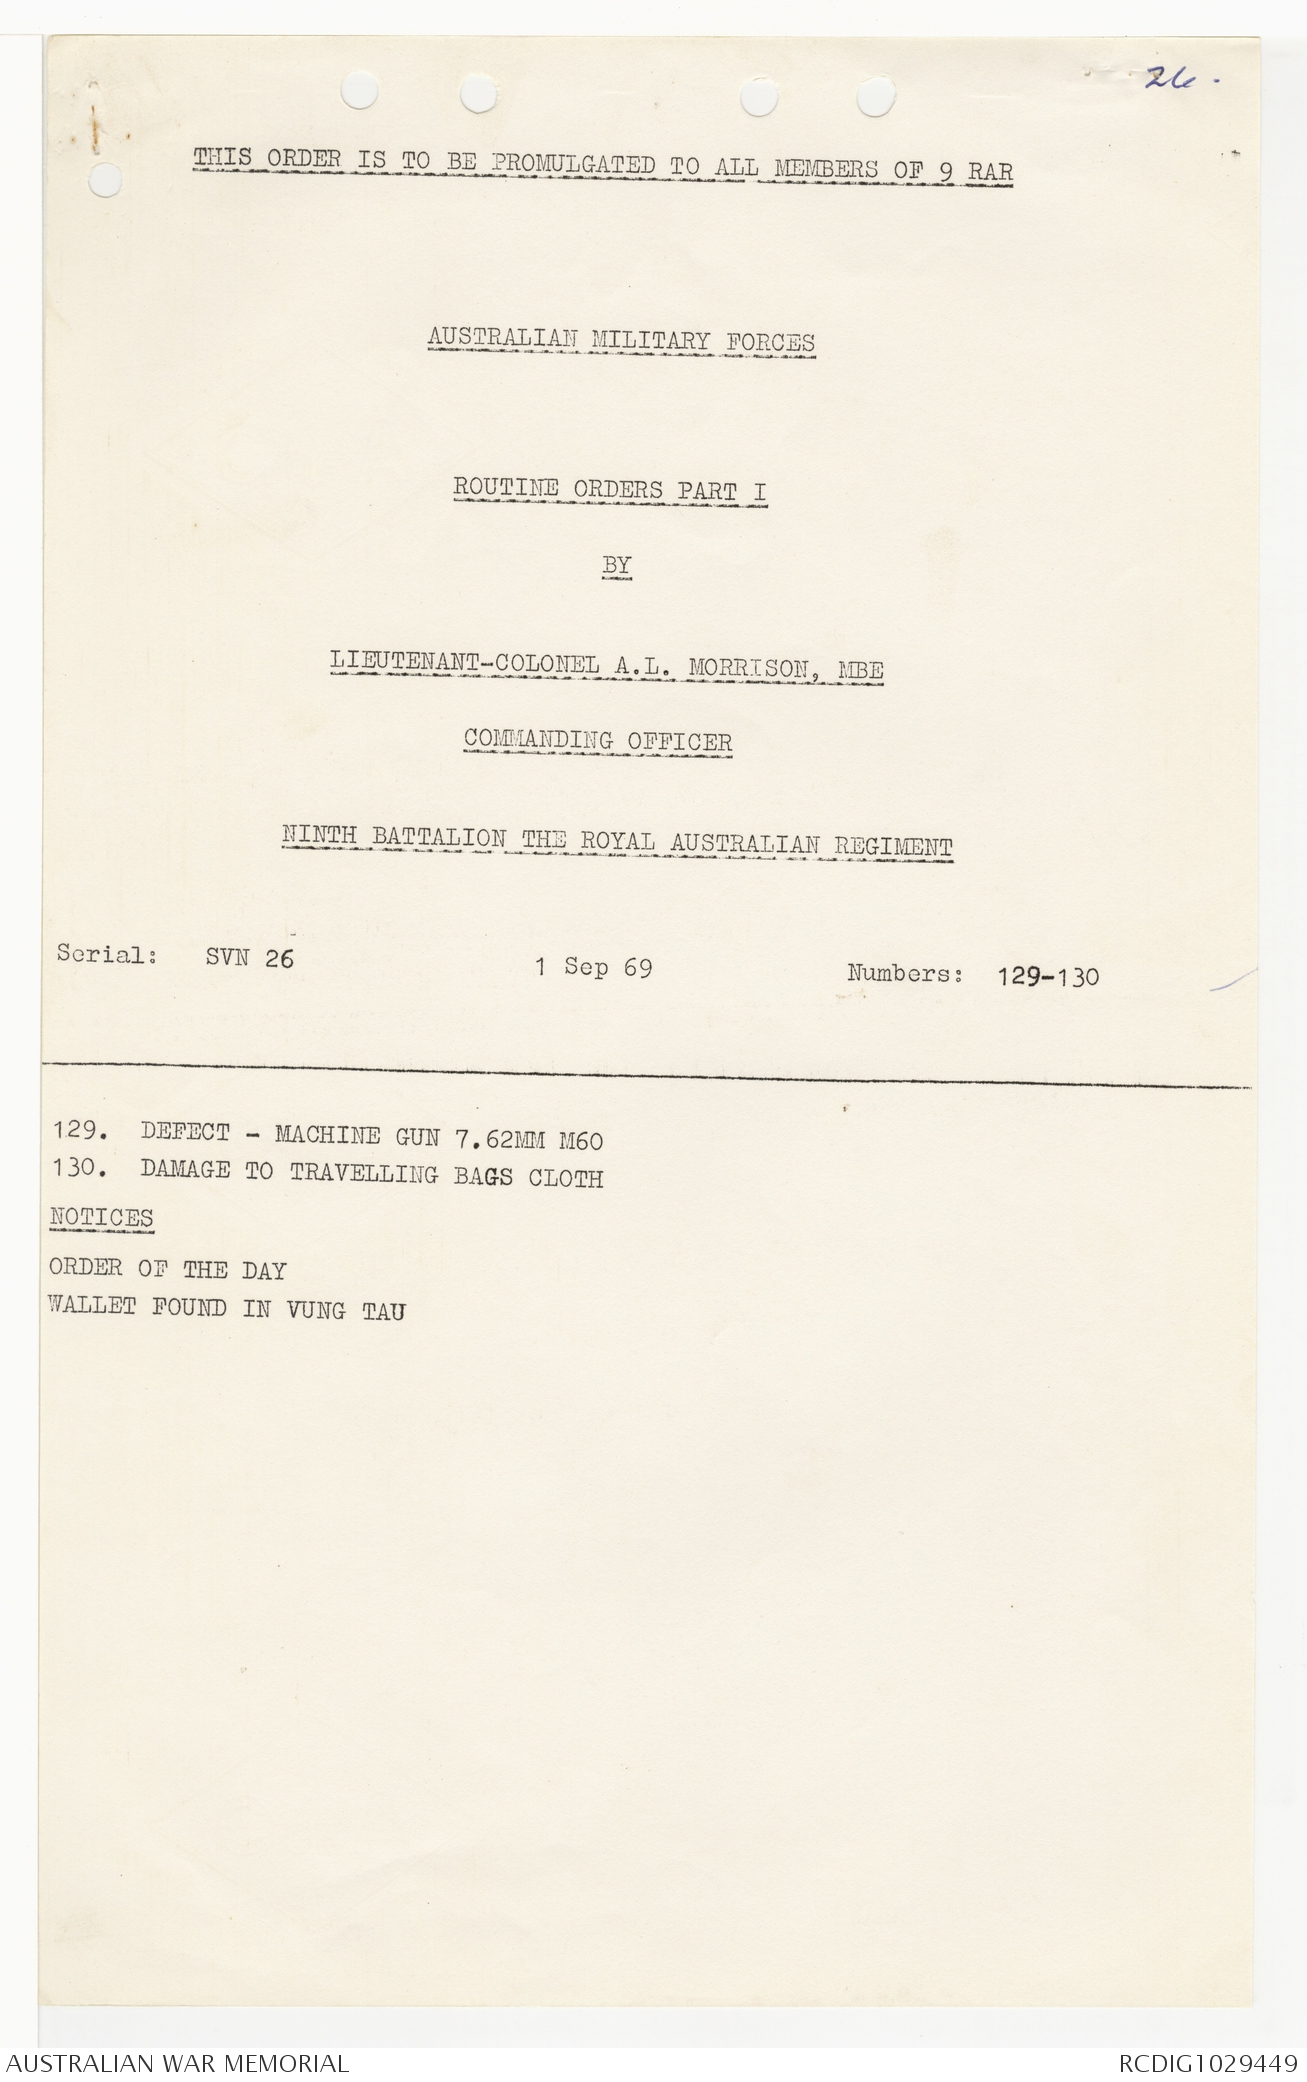 26.
THIS ORDER IS TO BE PROMULGATED TO ALL MEMBERS OF 9 RAR
AUSTRALIAN MILITARY FORCES
ROUTINE ORDERS PART I
BY
LIEUTENANT-COLONEL A.L. MORRISON, MBE
COMMANDING OFFICER
NINTH BATTALION THE ROYAL AUSTRALIAN REGIMENT
Serial: SVN 26 1 Sep 69 Numbers: 129-130
129. DEFECT - MACHINE GUN 7.62MM M60
130. DAMAGE TO TRAVELLING BAGS CLOTH
NOTICES
ORDER OF THE DAY
WALLET FOUND IN VUNG TAU
AUSTRALIAN WAR MEMORIAL RCDIG1029449